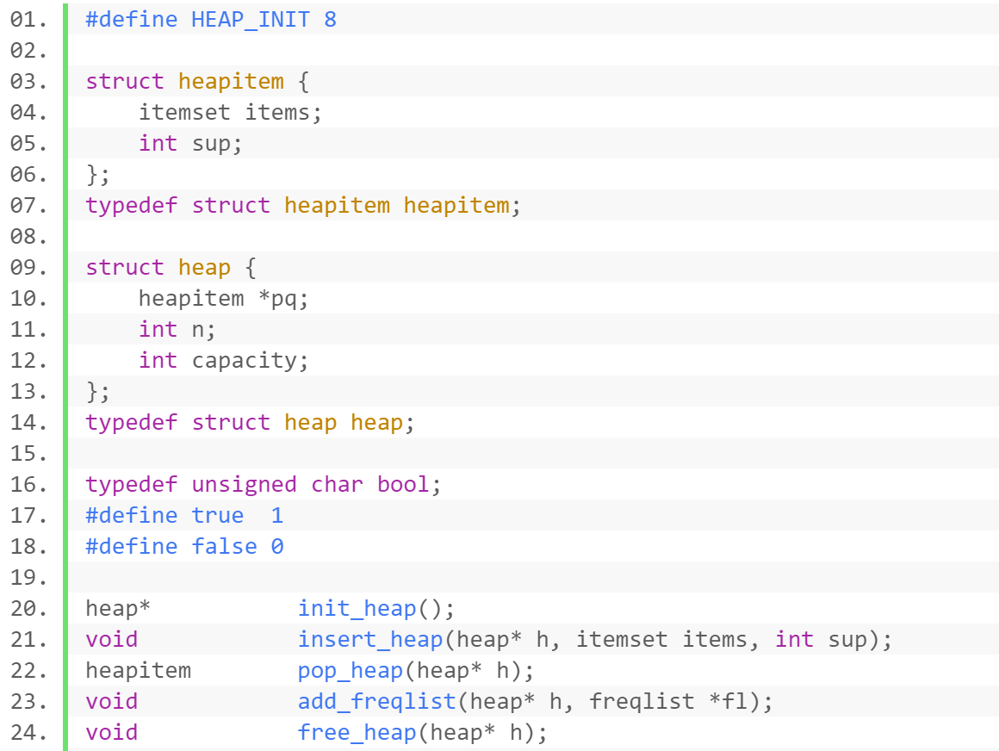 01. #define HEAP_INIT 8
02.
03. struct heapitem {
04.     itemset items;
05.     int sup;
06. };
07. typedef struct heapitem heapitem;
08.
09. struct heap {
10.     heapitem *pq;
11.     int n;
12.     int capacity;
13. };
14. typedef struct heap heap;
15.
16. typedef unsigned char bool;
17. #define true  1
18. #define false 0
19.
20. heap*           init_heap();
21. void            insert_heap(heap* h, itemset items, int sup);
22. heapitem        pop_heap(heap* h);
23. void            add_freqlist(heap* h, freqlist *fl);
24. void            free_heap(heap* h);